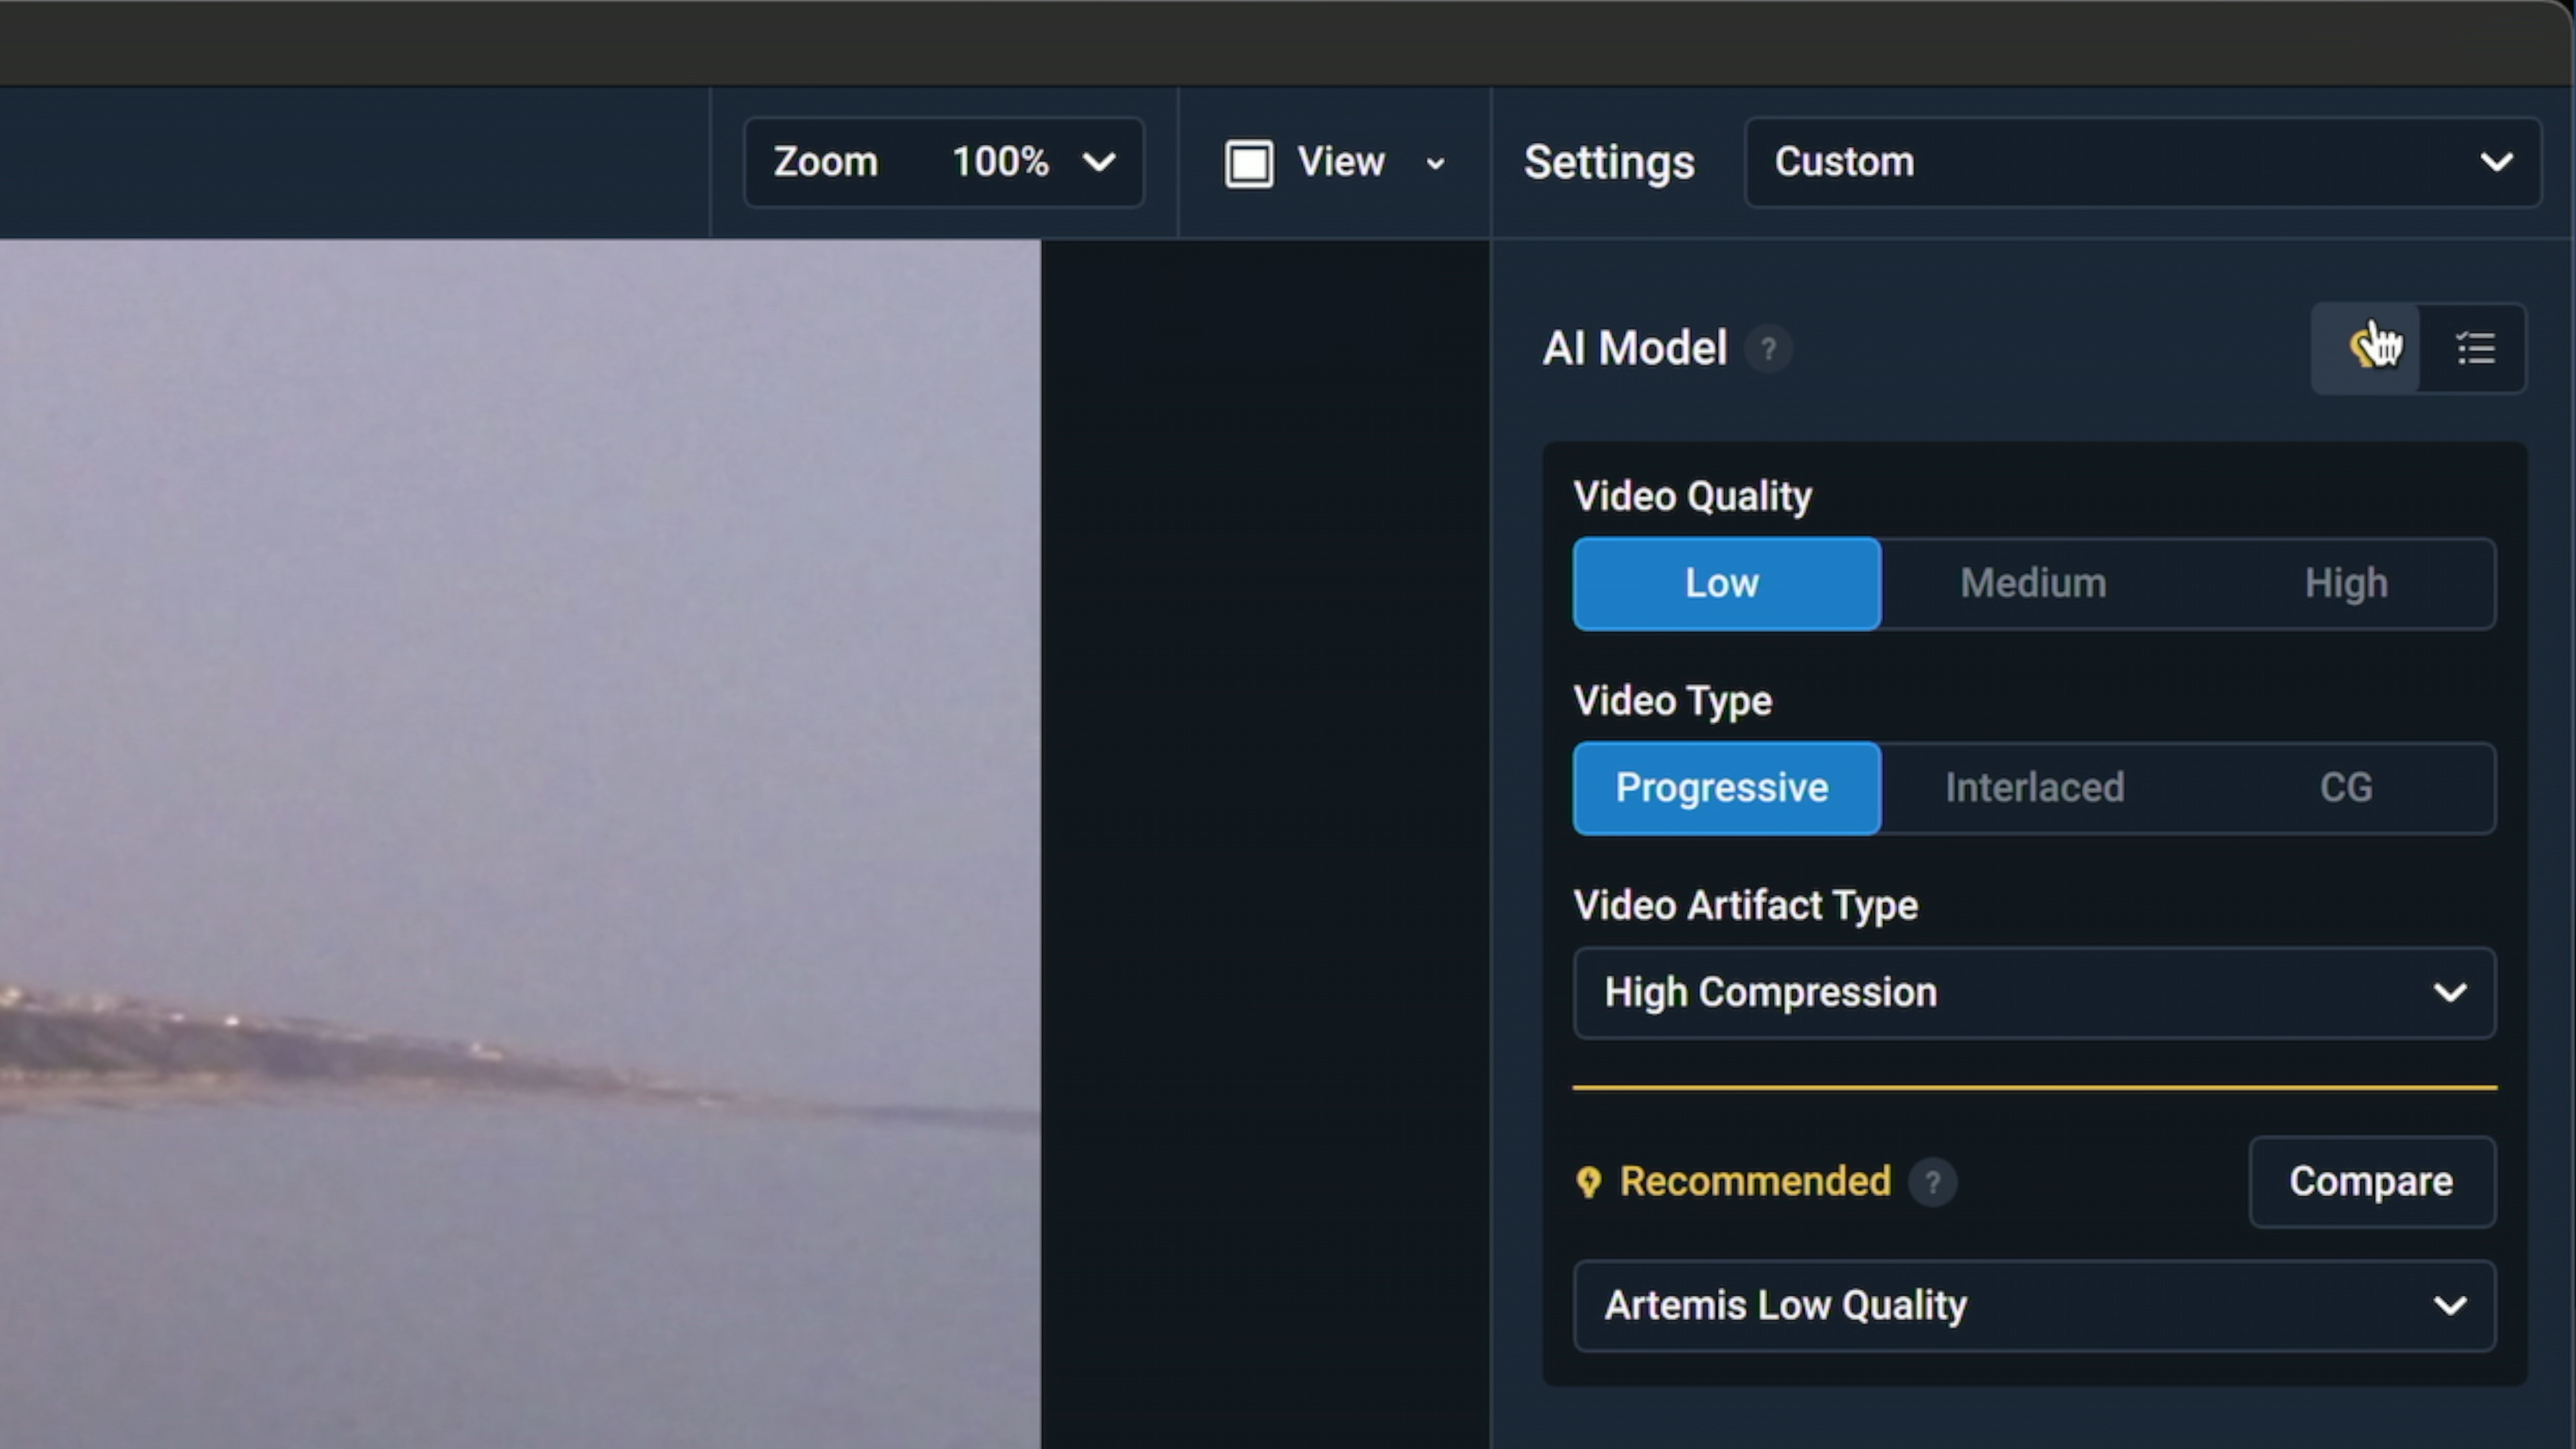 Zoom 100%
View
Settings
Custom
AI Model ?
Video Quality
Low Medium High
Video Type
Progressive Interlaced CG
Video Artifact Type
High Compression
Recommended ? Compare
Artemis Low Quality